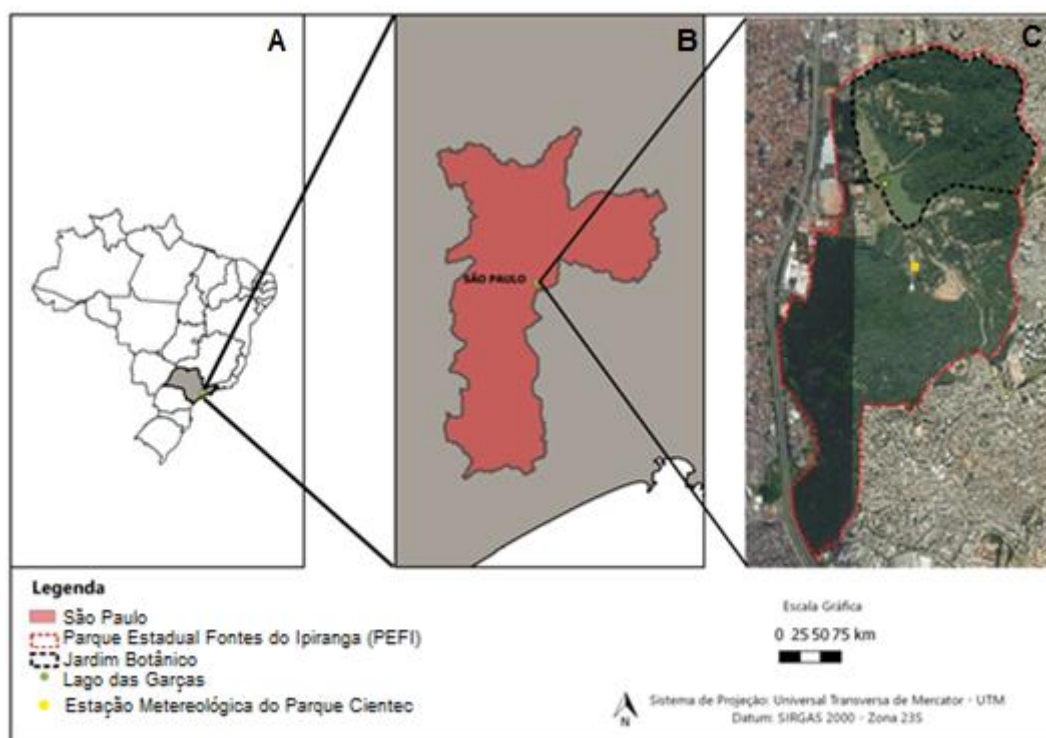 A
B
C
SÃO PAULO
Legenda
São Paulo
Parque Estadual Fontes do Ipiranga (PEFI)
Jardim Botânico
Lago das Garças
Estação Metereológica do Parque Cientec
Escala Gráfica
0 25 50 75 km
N
Sistema de Projeção: Universal Transversa de Mercator - UTM
Datum: SIRGAS 2000 - Zona 23S